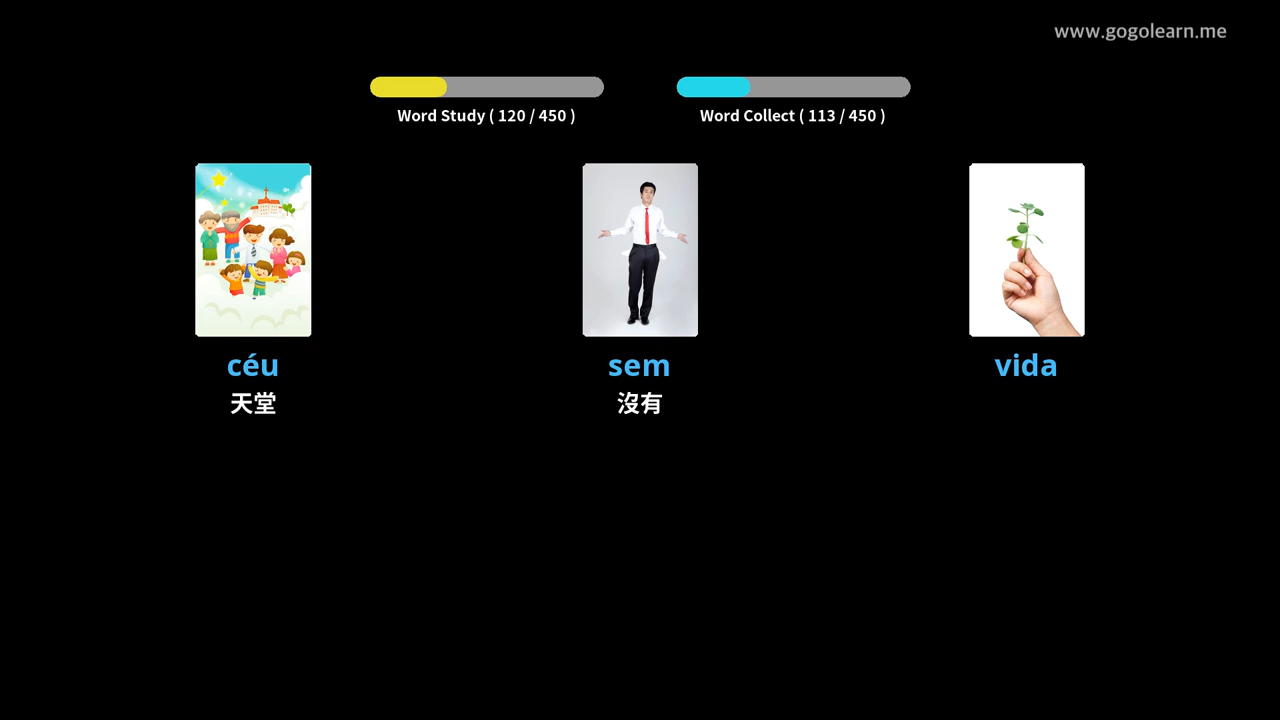 www.gogolearn.me
Word Study ( 120 / 450 )
Word Collect ( 113 / 450 )
céu
sem
vida
天堂
沒有